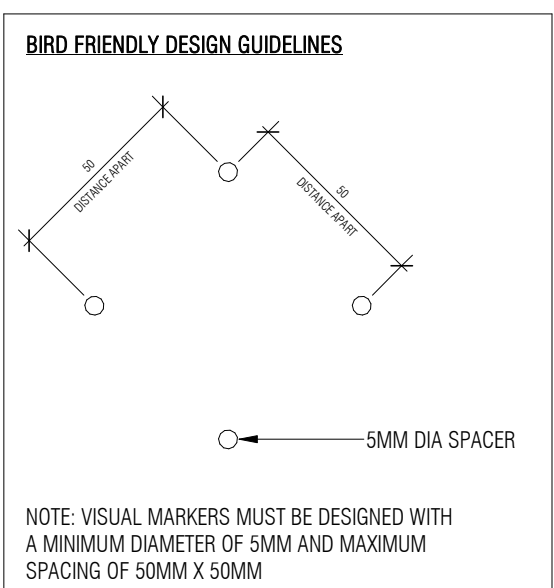 BIRD FRIENDLY DESIGN GUIDELINES
50
DISTANCE APART
50
DISTANCE APART
5MM DIA SPACER
NOTE: VISUAL MARKERS MUST BE DESIGNED WITH
A MINIMUM DIAMETER OF 5MM AND MAXIMUM
SPACING OF 50MM X 50MM